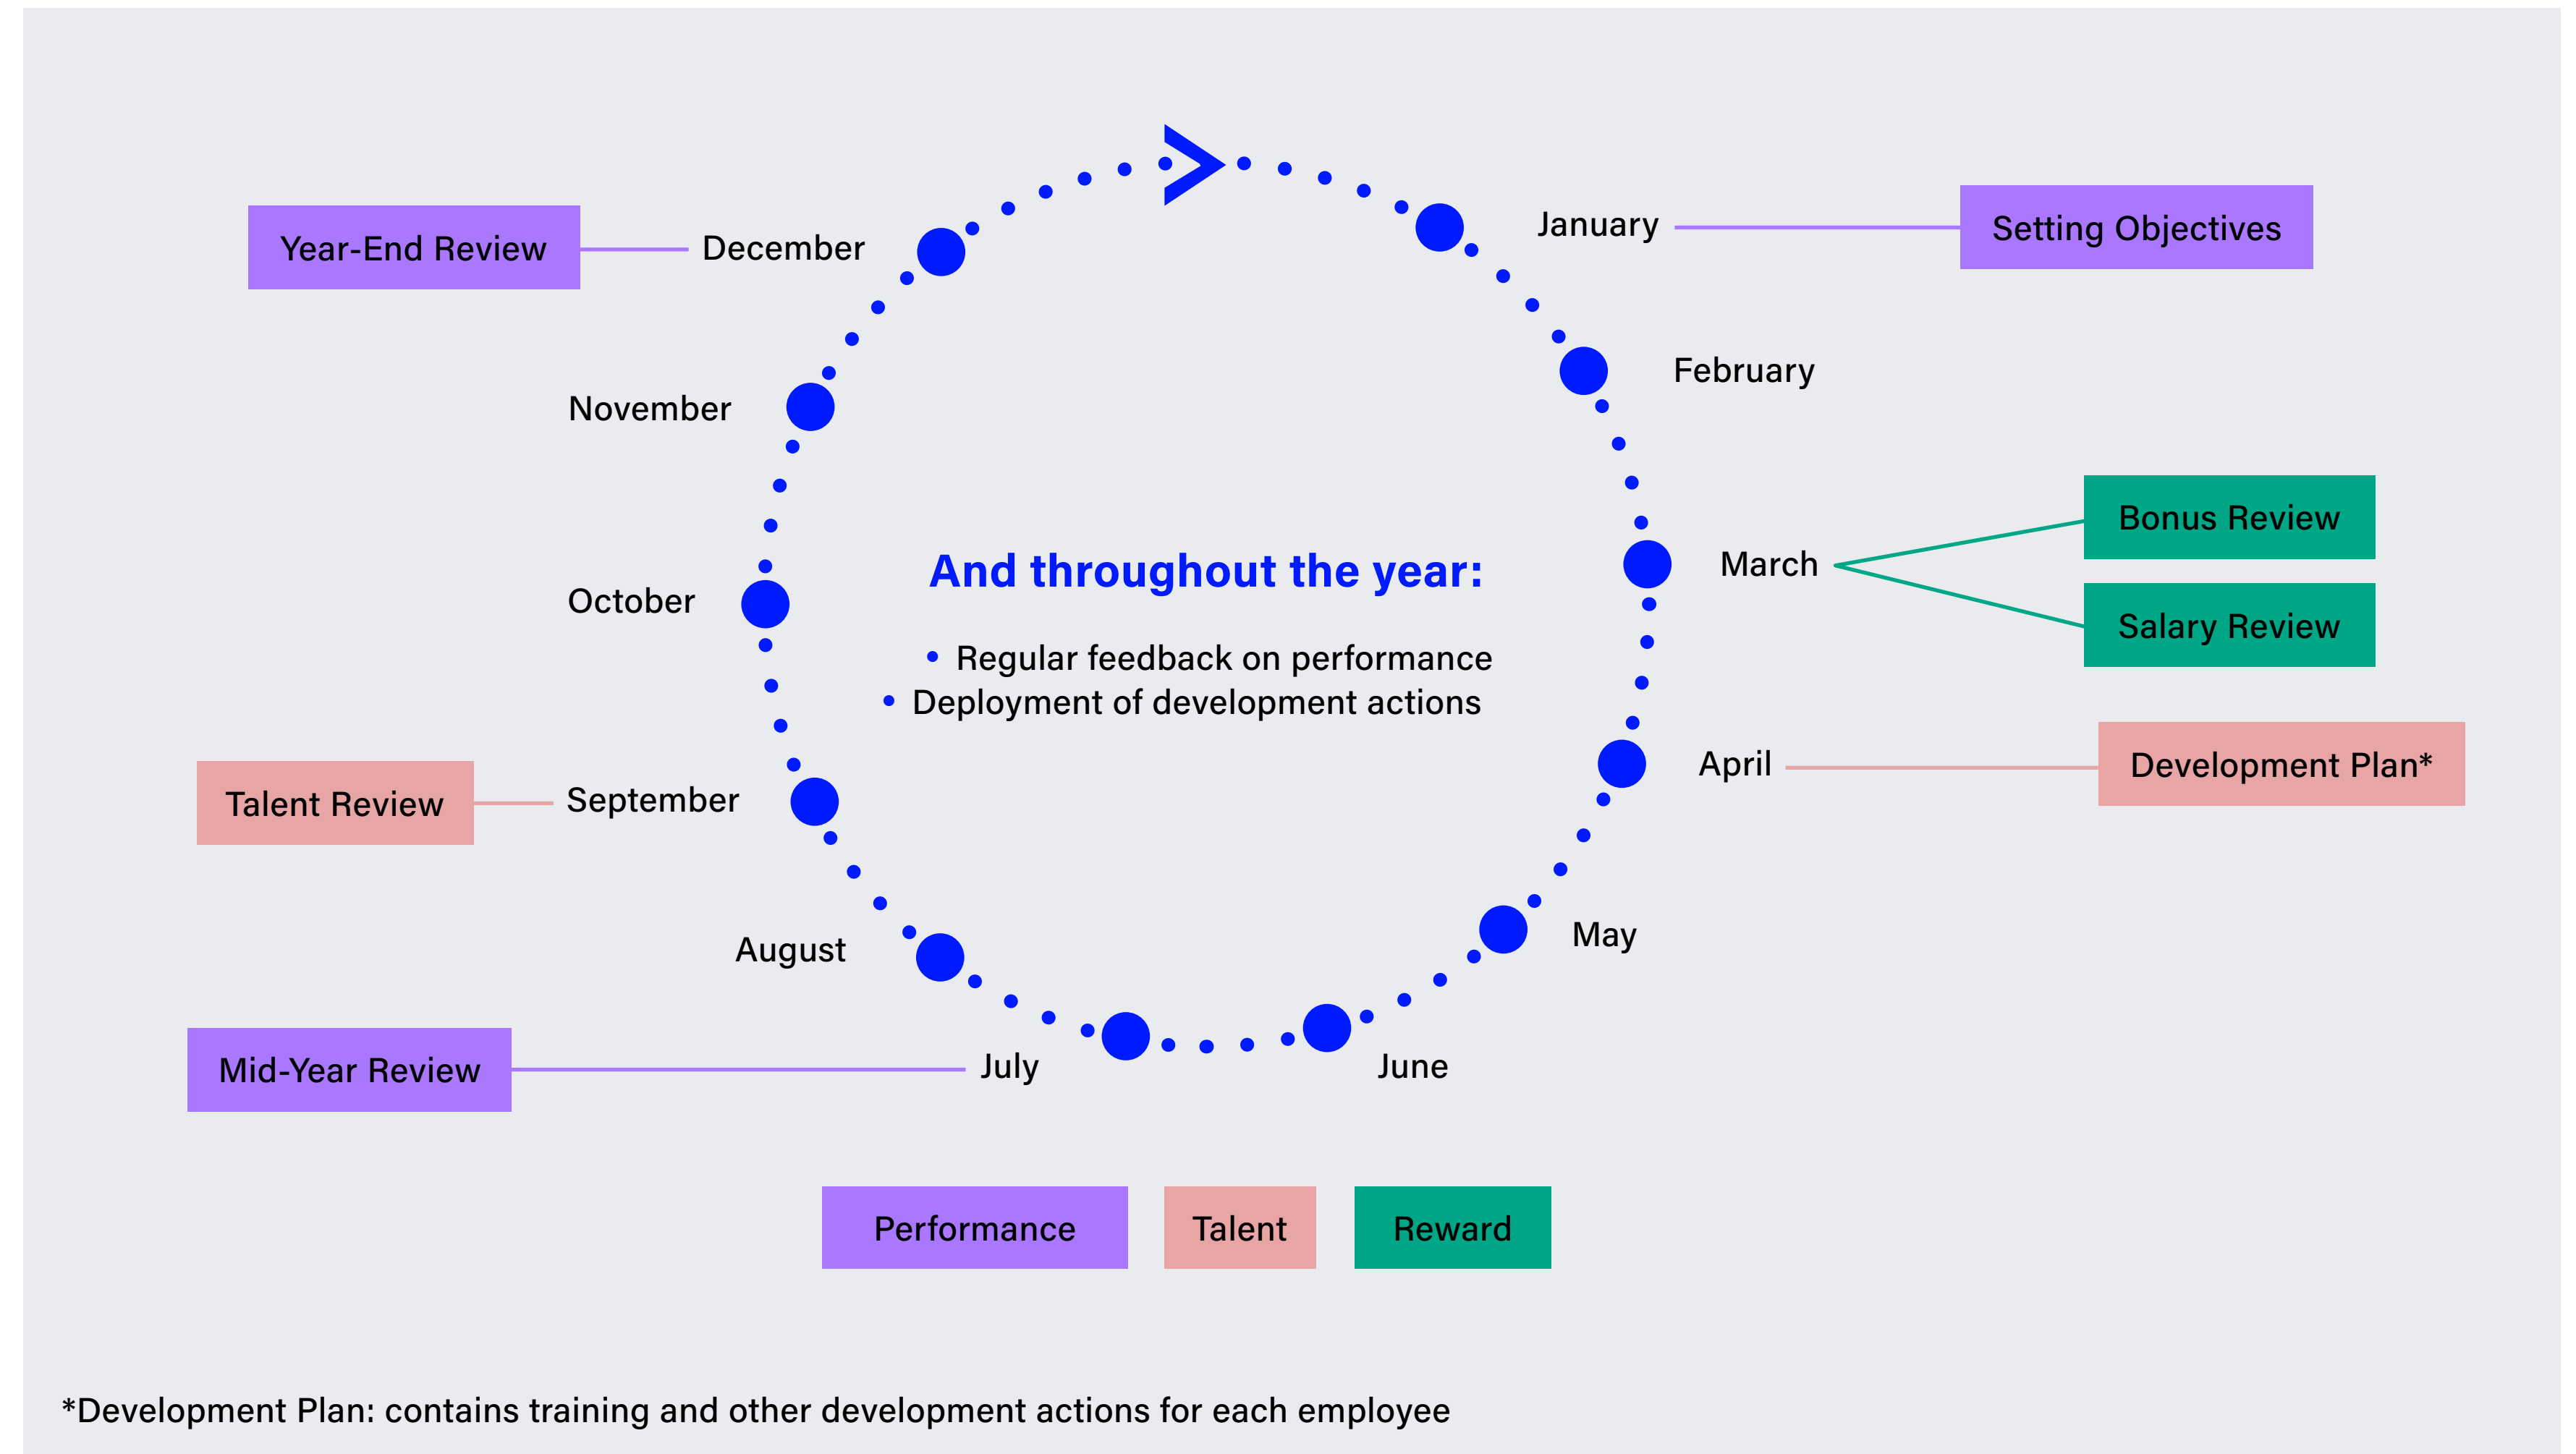 January
Setting Objectives
February
March
Bonus Review
Salary Review
April
Development Plan*
May
June
July
Mid-Year Review
August
September
Talent Review
October
November
December
Year-End Review
And throughout the year:
• Regular feedback on performance
• Deployment of development actions
Performance
Talent
Reward
*Development Plan: contains training and other development actions for each employee